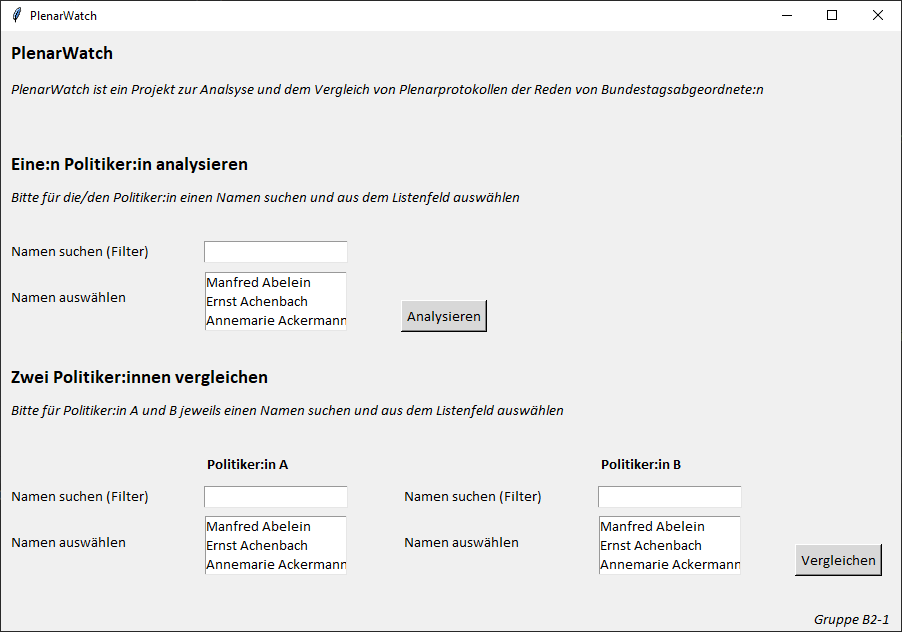 PlenarWatch
PlenarWatch
PlenarWatch ist ein Projekt zur Analsyse und dem Vergleich von Plenarprotokollen der Reden von Bundestagsabgeordnete:n
Eine:n Politiker:in analysieren
Bitte für die/den Politiker:in einen Namen suchen und aus dem Listenfeld auswählen
Namen suchen (Filter)
Namen auswählen
Manfred Abelein
Ernst Achenbach
Annemarie Ackermann
Analysieren
Zwei Politiker:innen vergleichen
Bitte für Politiker:in A und B jeweils einen Namen suchen und aus dem Listenfeld auswählen
Politiker:in A
Politiker:in B
Namen suchen (Filter)
Namen suchen (Filter)
Namen auswählen
Manfred Abelein
Ernst Achenbach
Annemarie Ackermann
Namen auswählen
Manfred Abelein
Ernst Achenbach
Annemarie Ackermann
Vergleichen
Gruppe B2-1